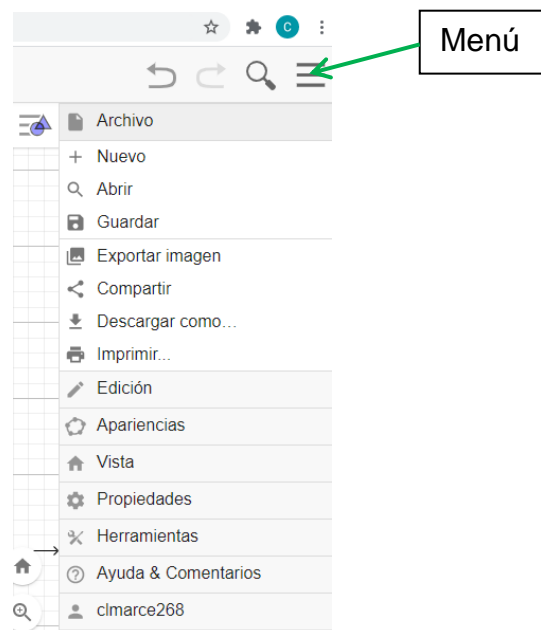 C
Menú
Archivo
Nuevo
Abrir
Guardar
Exportar imagen
Compartir
Descargar como...
Imprimir...
Edición
Apariencias
Vista
Propiedades
Herramientas
Ayuda & Comentarios
clmarce268